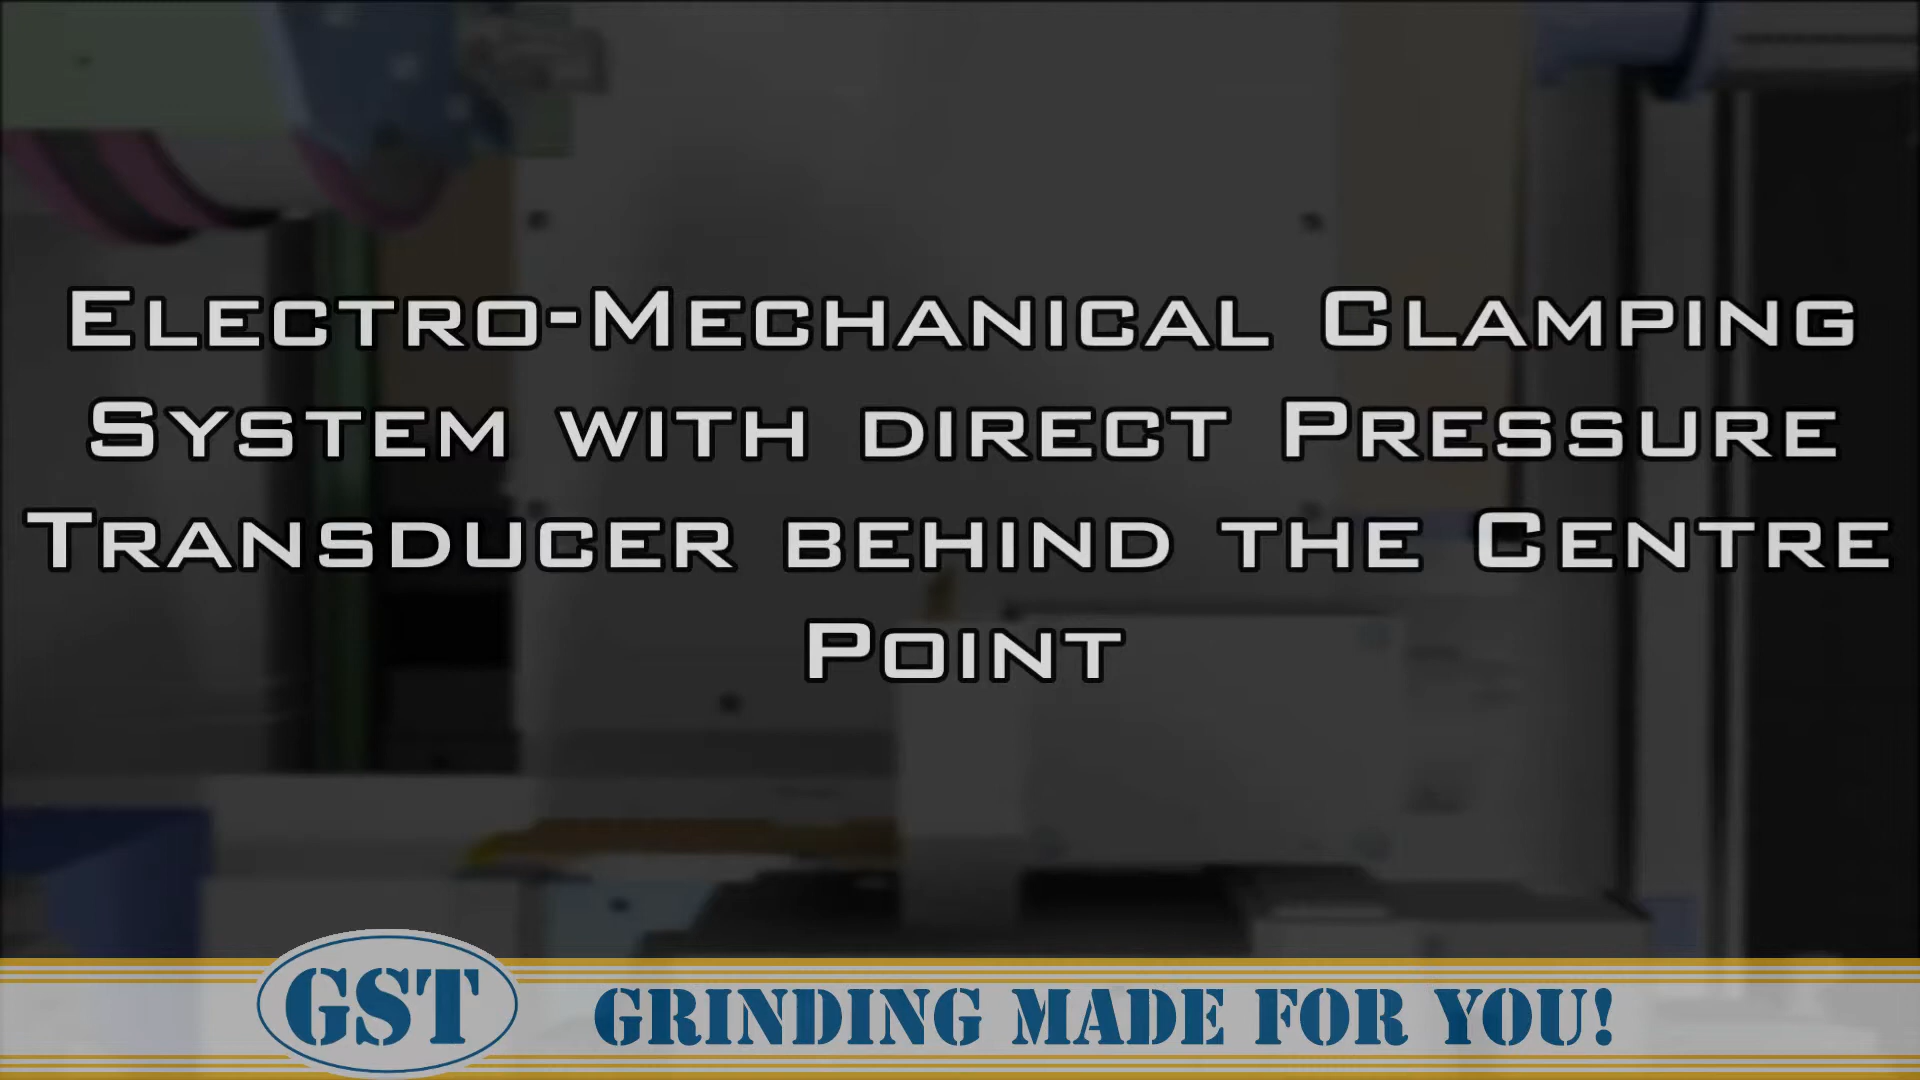 Electro-Mechanical Clamping
System with direct Pressure
Transducer behind the Centre
Point
GST GRINDING MADE FOR YOU!